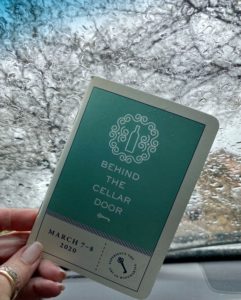 BEHIND
THE
CELLAR
DOOR
MARCH 7-8
2020